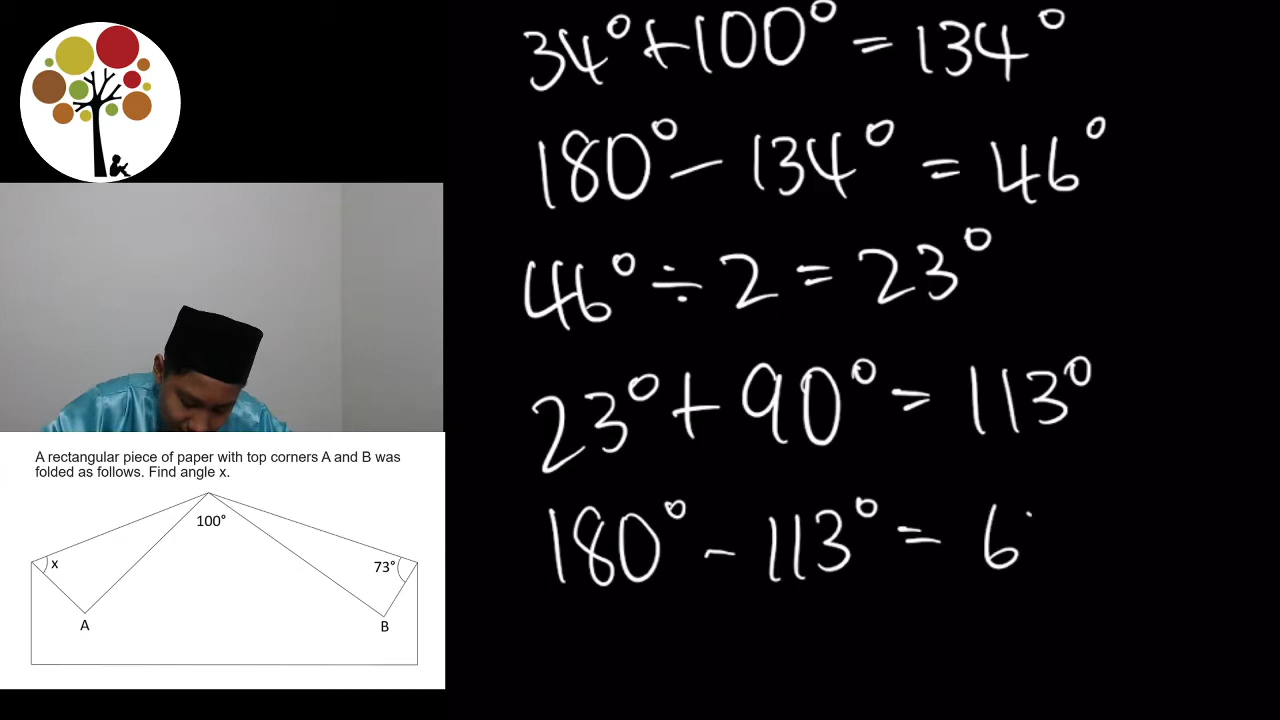 34° + 100° = 134°
180° - 134° = 46°
46° ÷ 2 = 23°
23° + 90° = 113°
180° - 113° = 6
A rectangular piece of paper with top corners A and B was
folded as follows. Find angle x.
100°
x
73°
A
B